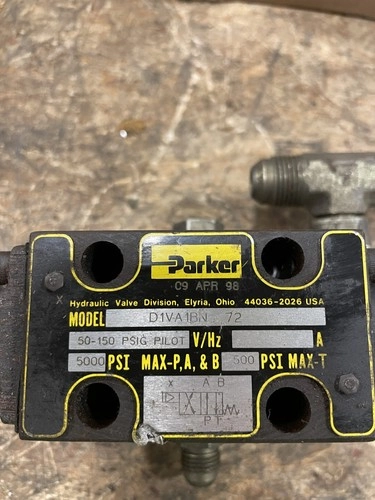 Parker
09 APR 98
Hydraulic Valve Division, Elyria, Ohio 44036-2026 USA
MODEL D1VA1BN 72
50-150 PSIG PILOT V/Hz A
5000 PSI MAX-P,A, & B 500 PSI MAX-T
X A B
P T